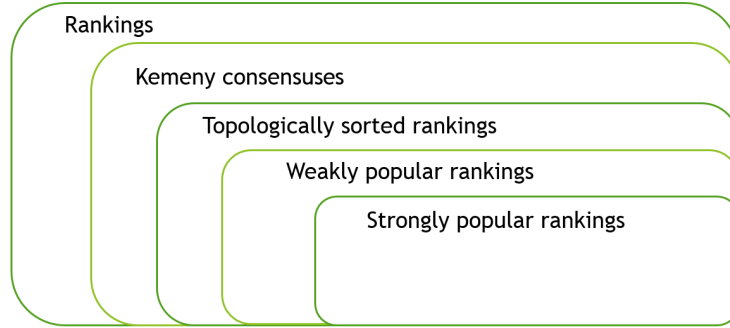 Rankings
Kemeny consensuses
Topologically sorted rankings
Weakly popular rankings
Strongly popular rankings